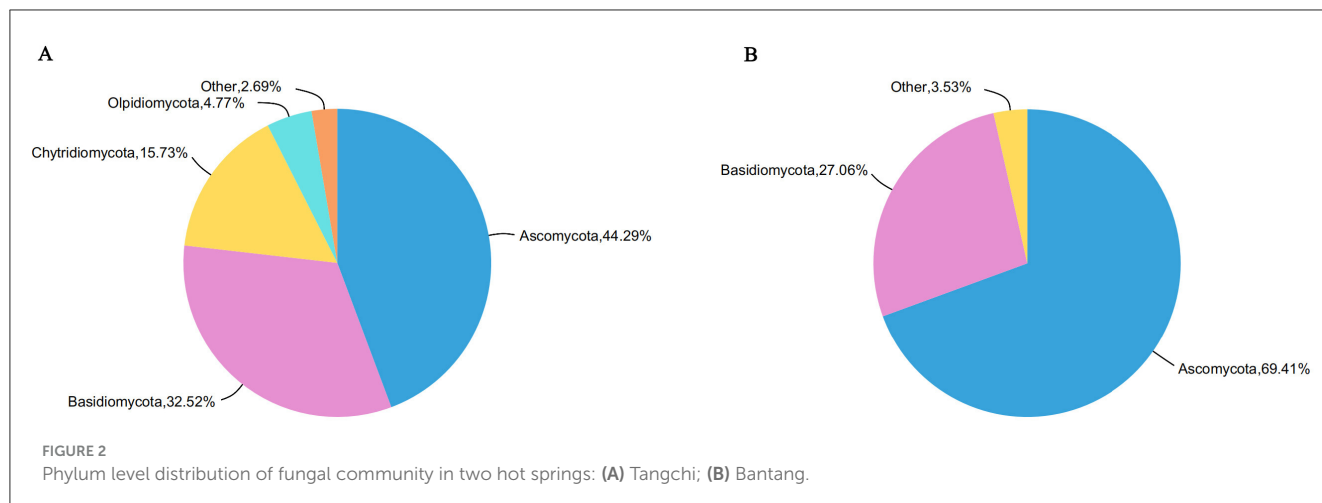 A
Other,2.69%
Olpidiomycota,4.77%
Chytridiomycota,15.73%
Ascomycota,44.29%
Basidiomycota,32.52%
B
Other,3.53%
Basidiomycota,27.06%
Ascomycota,69.41%
FIGURE 2
Phylum level distribution of fungal community in two hot springs: (A) Tangchi; (B) Bantang.